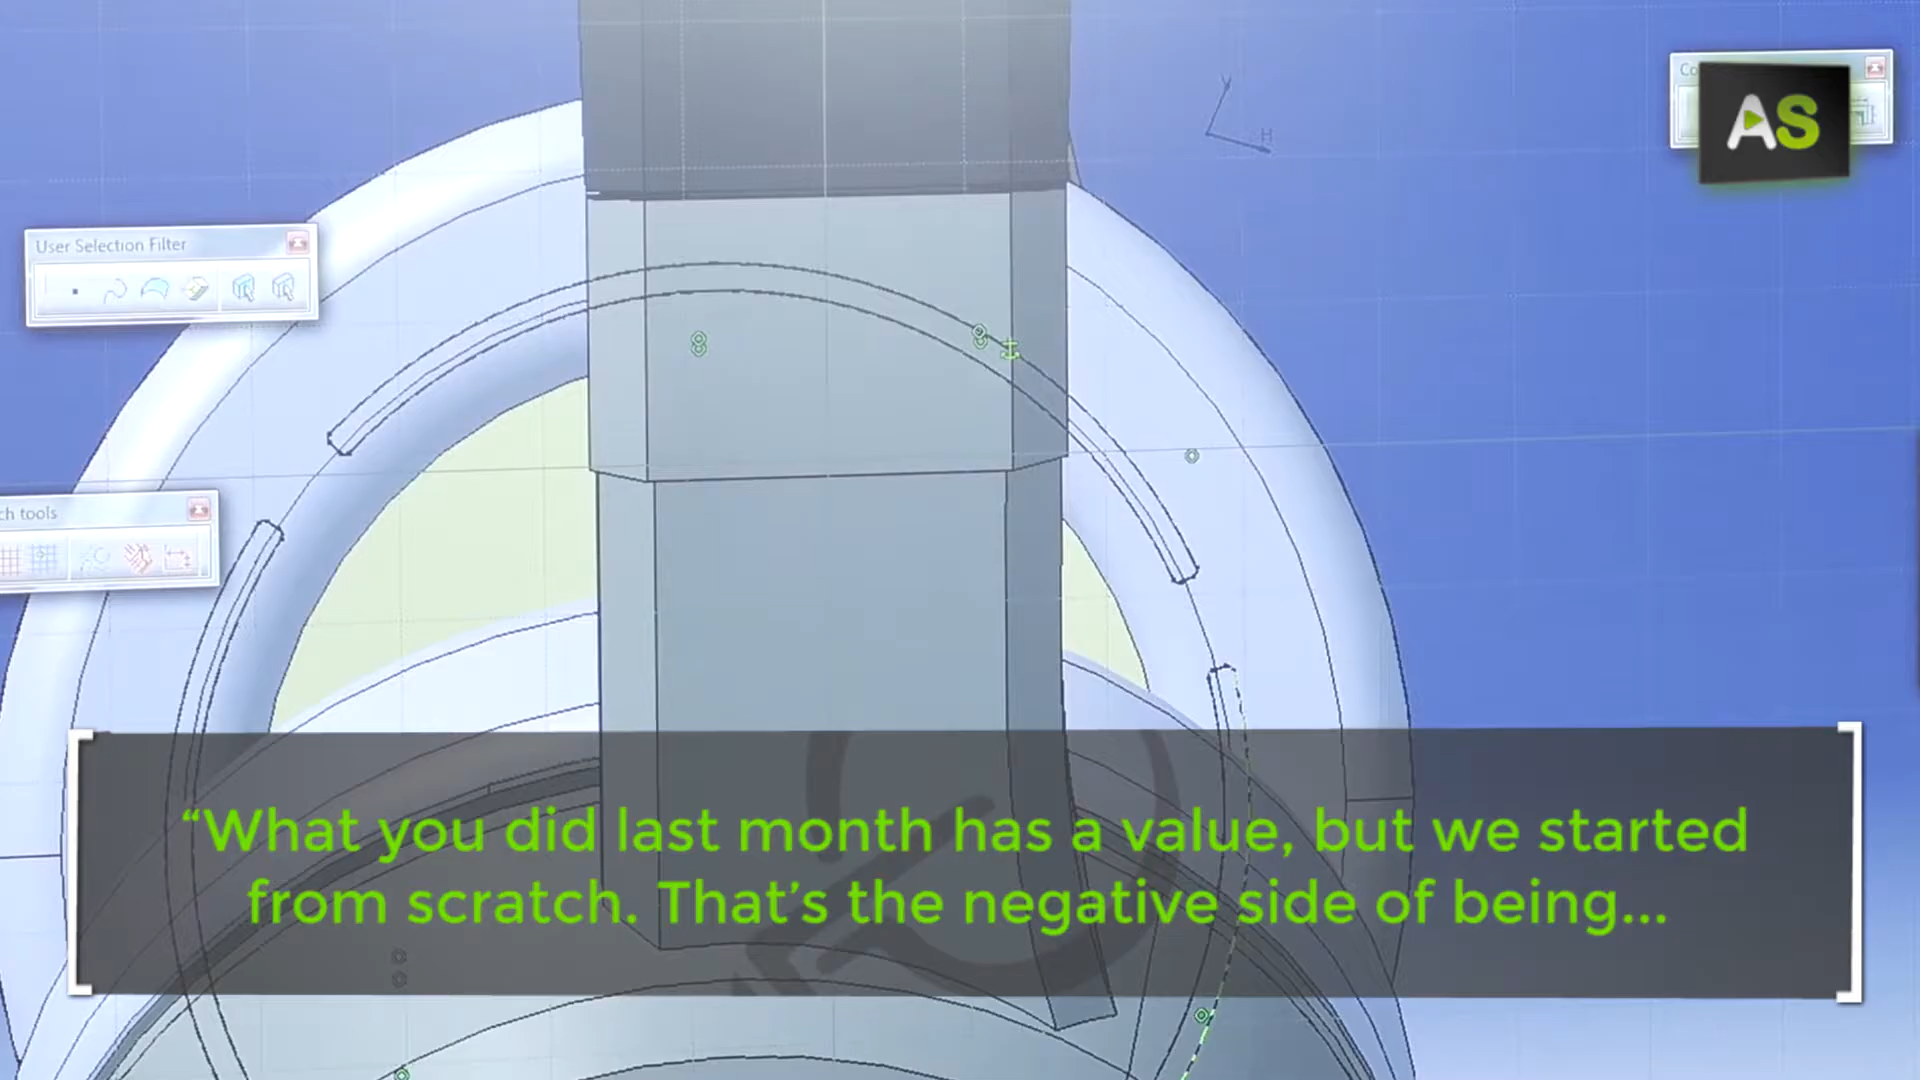 Co
AS
User Selection Filter
ch tools
“What you did last month has a value, but we started
from scratch. That’s the negative side of being...